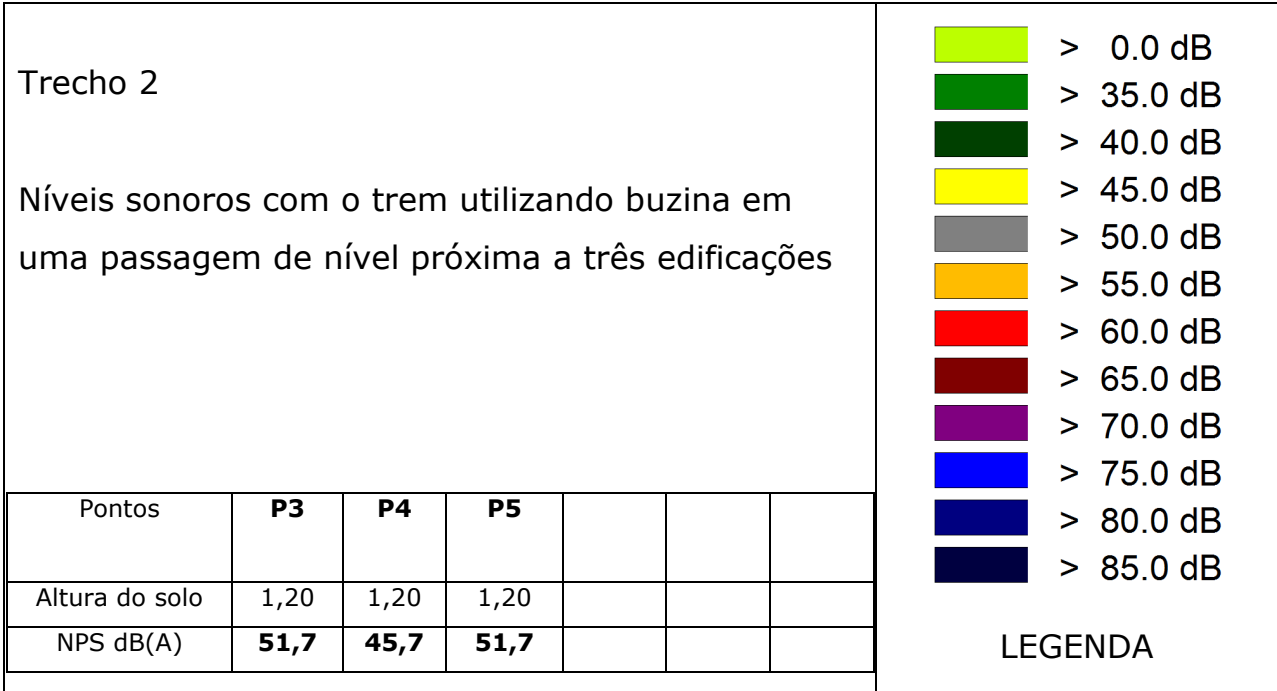 Trecho 2
Níveis sonoros com o trem utilizando buzina em
uma passagem de nível próxima a três edificações
Pontos P3 P4 P5
Altura do solo 1,20 1,20 1,20
NPS dB(A) 51,7 45,7 51,7
> 0.0 dB
> 35.0 dB
> 40.0 dB
> 45.0 dB
> 50.0 dB
> 55.0 dB
> 60.0 dB
> 65.0 dB
> 70.0 dB
> 75.0 dB
> 80.0 dB
> 85.0 dB
LEGENDA